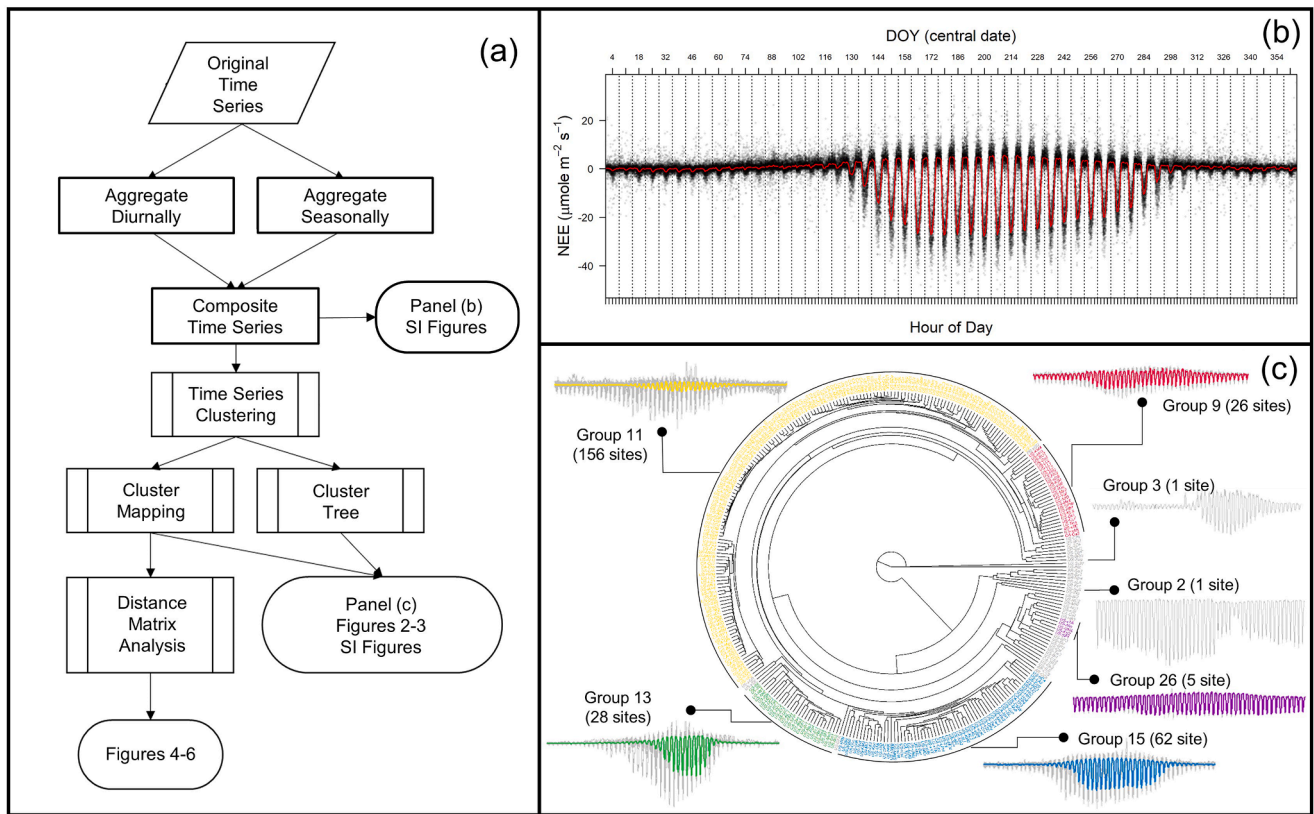 (a)
Original
Time
Series
Aggregate
Diurnally
Aggregate
Seasonally
Composite
Time Series
Panel (b)
SI Figures
Time Series
Clustering
Cluster
Mapping
Cluster
Tree
Distance
Matrix
Analysis
Panel (c)
Figures 2-3
SI Figures
Figures 4-6
(b)
DOY (central date)
4 18 32 46 60 74 88 102 116 130 144 158 172 186 200 214 228 242 256 270 284 298 312 326 340 354
NEE (μmole m−2 s−1)
20
0
-20
-40
Hour of Day
(c)
Group 11
(156 sites)
Group 9 (26 sites)
Group 3 (1 site)
Group 2 (1 site)
Group 26 (5 site)
Group 15 (62 site)
Group 13
(28 sites)